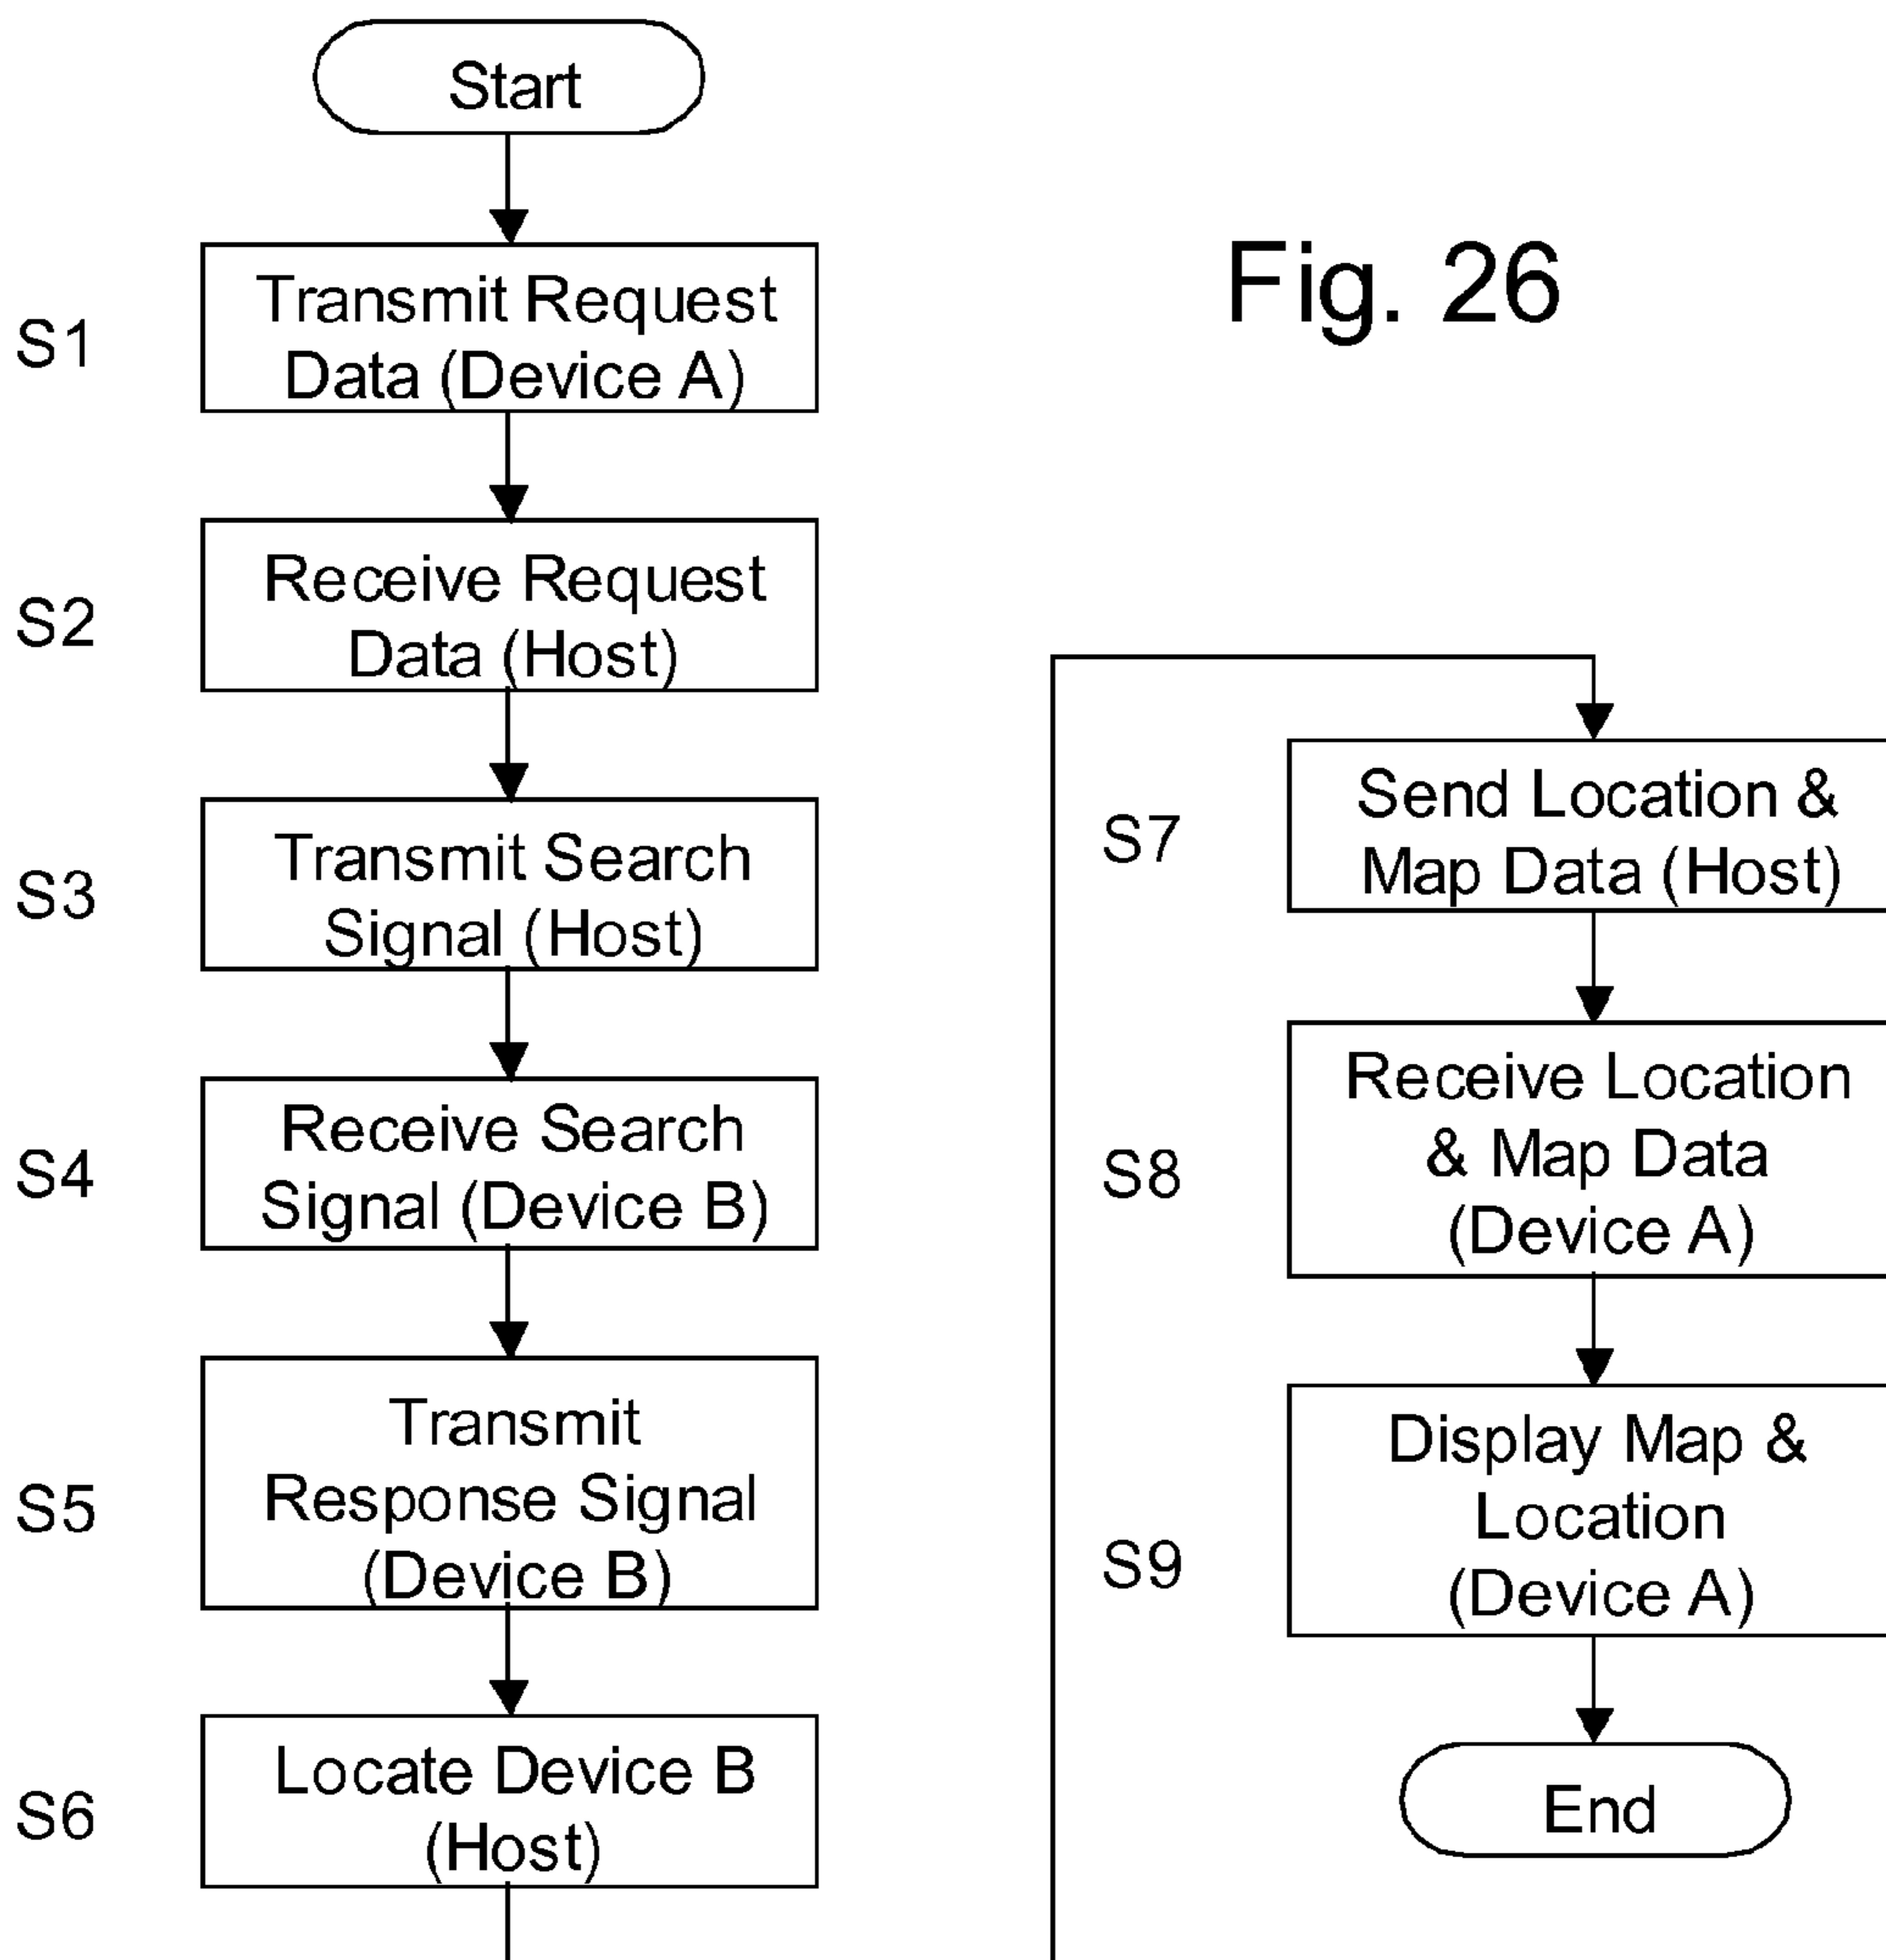 Fig. 26
Start
S1
Transmit Request
Data (Device A)
S2
Receive Request
Data (Host)
S3
Transmit Search
Signal (Host)
S4
Receive Search
Signal (Device B)
S5
Transmit
Response Signal
(Device B)
S6
Locate Device B
(Host)
S7
Send Location &
Map Data (Host)
S8
Receive Location
& Map Data
(Device A)
S9
Display Map &
Location
(Device A)
End